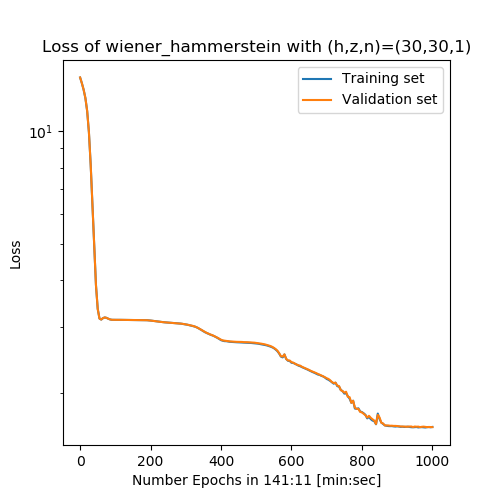 Loss of wiener_hammerstein with (h,z,n)=(30,30,1)
Training set
Validation set
10¹
Loss
0 200 400 600 800 1000
Number Epochs in 141:11 [min:sec]